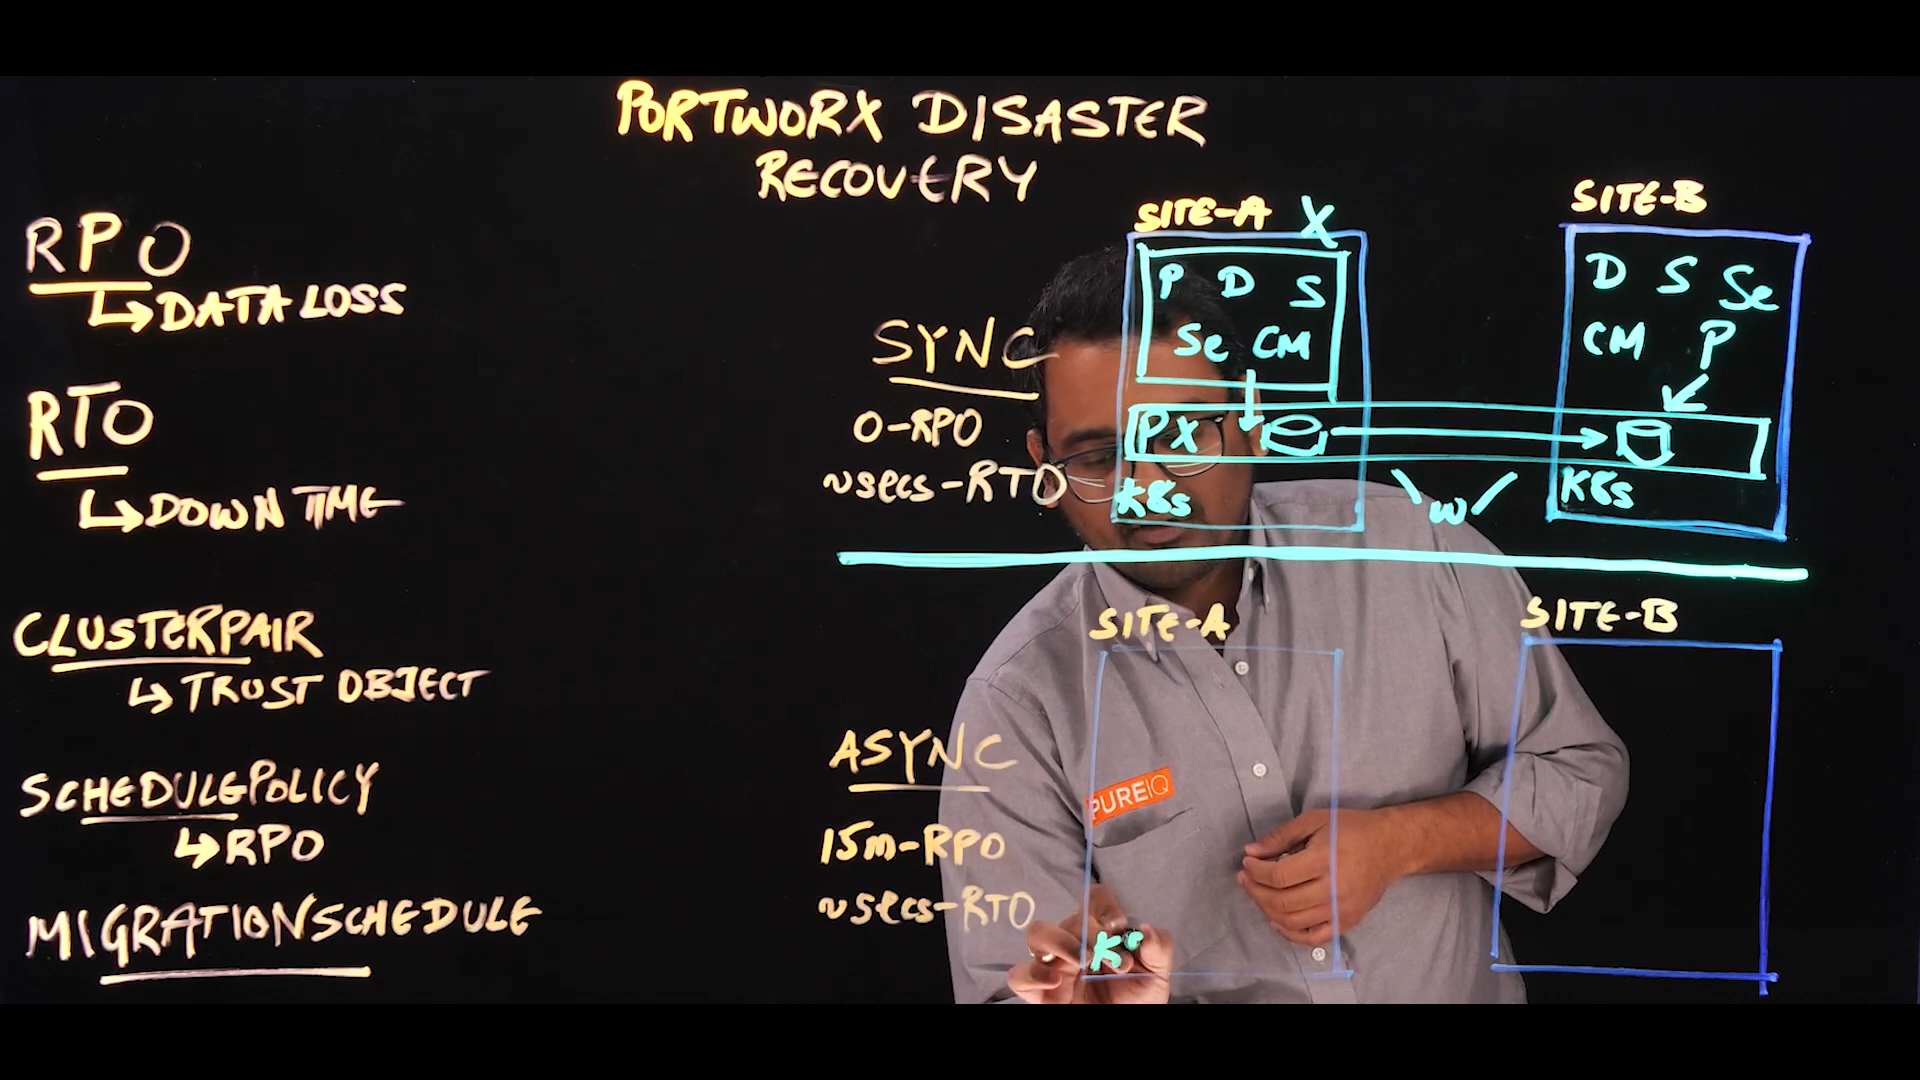 PORTWORX DISASTER
RECOVERY
RPO
↳DATA LOSS
RTO
↳DOWN TIME
CLUSTERPAIR
↳TRUST OBJECT
SCHEDULEPOLICY
↳RPO
MIGRATIONSCHEDULE
SYNC
0-RPO
~secs-RTO
SITE-A X
P D S
Se CM
PX
K8s
\W/
SITE-B
D S Se
CM P
K8s
ASYNC
15m-RPO
~secs-RTO
SITE-A
PUREIQ
SITE-B